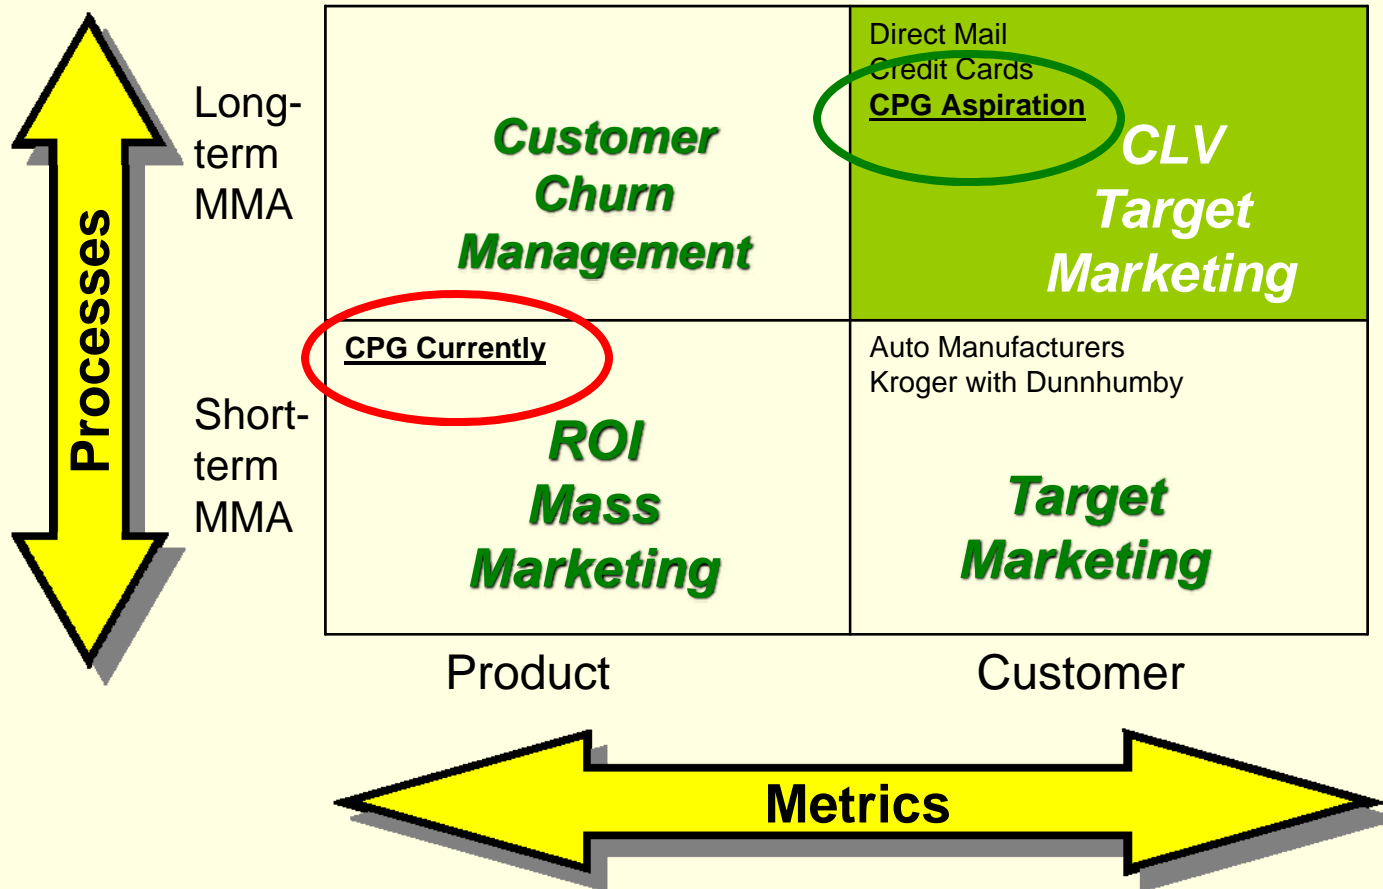 Processes
Long-
term
MMA
Customer
Churn
Management
Direct Mail
Credit Cards
CPG Aspiration
CLV
Target
Marketing
Short-
term
MMA
CPG Currently
ROI
Mass
Marketing
Auto Manufacturers
Kroger with Dunnhumby
Target
Marketing
Product
Customer
Metrics